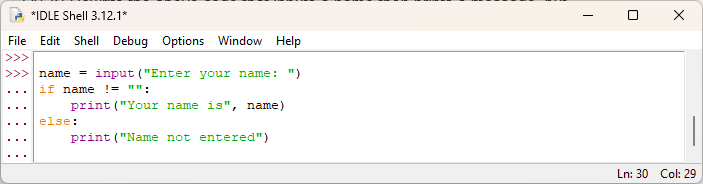 *IDLE Shell 3.12.1*
File Edit Shell Debug Options Window Help
>>>
>>> name = input("Enter your name: ")
... if name != "":
...     print("Your name is", name)
... else:
...     print("Name not entered")
...
Ln: 30 Col: 29